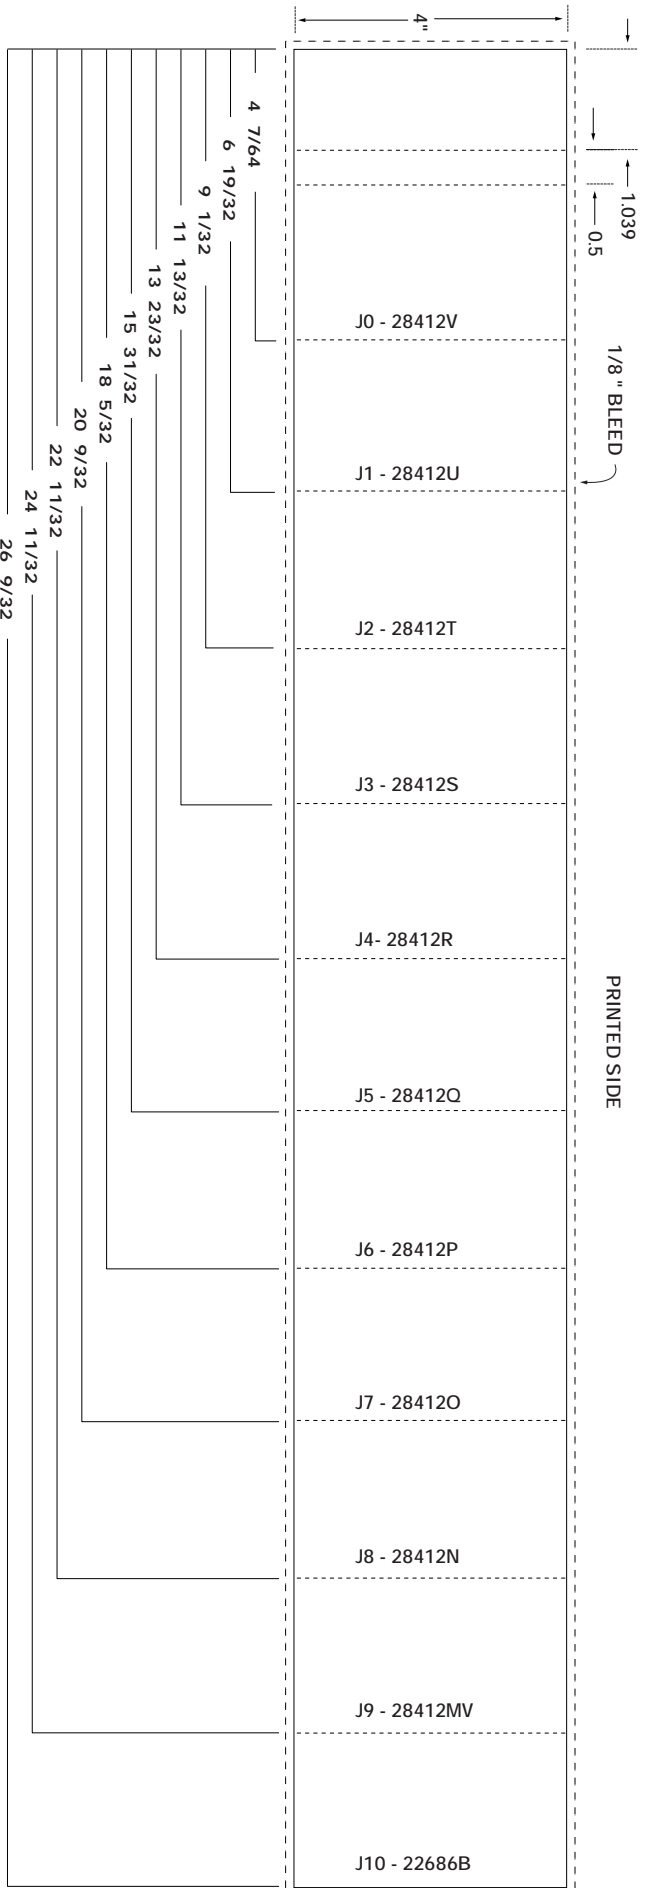 4"
1.039
0.5
1/8 " BLEED
PRINTED SIDE
4 7/64
6 19/32
9 1/32
11 13/32
13 23/32
15 31/32
18 5/32
20 9/32
22 11/32
24 11/32
26 9/32
J0 - 28412V
J1 - 28412U
J2 - 28412T
J3 - 28412S
J4- 28412R
J5 - 28412Q
J6 - 28412P
J7 - 28412O
J8 - 28412N
J9 - 28412MV
J10 - 22686B